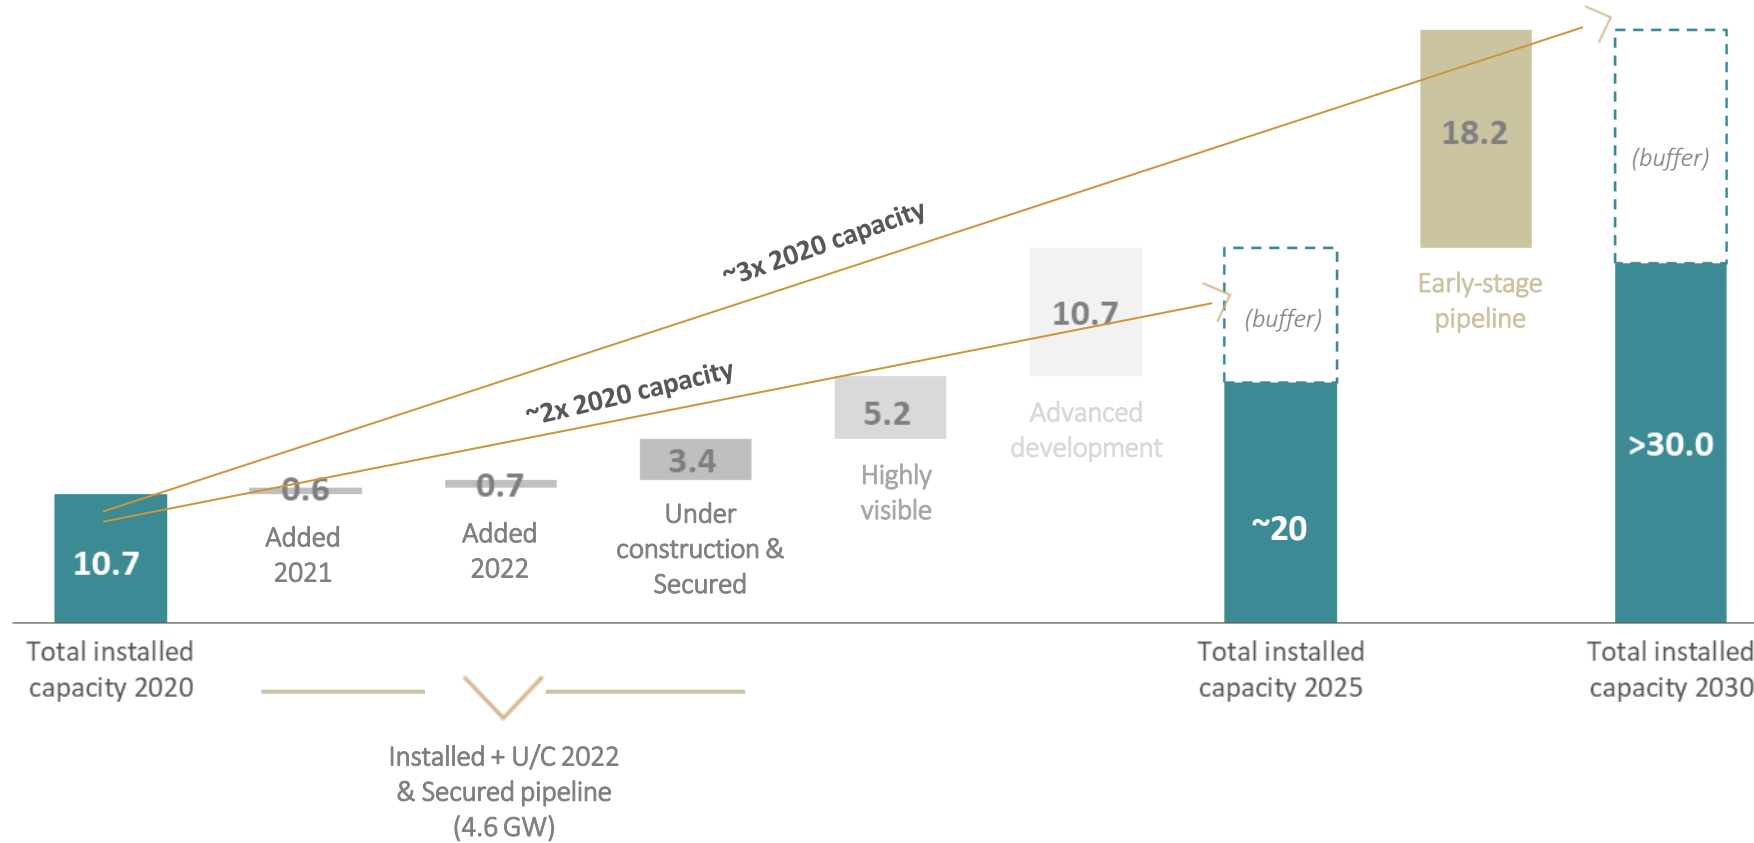 ~3x 2020 capacity
~2x 2020 capacity
10.7
Total installed
capacity 2020
0.6
Added
2021
0.7
Added
2022
3.4
Under
construction &
Secured
5.2
Highly
visible
10.7
Advanced
development
(buffer)
~20
Total installed
capacity 2025
18.2
Early-stage
pipeline
(buffer)
>30.0
Total installed
capacity 2030
Installed + U/C 2022
& Secured pipeline
(4.6 GW)